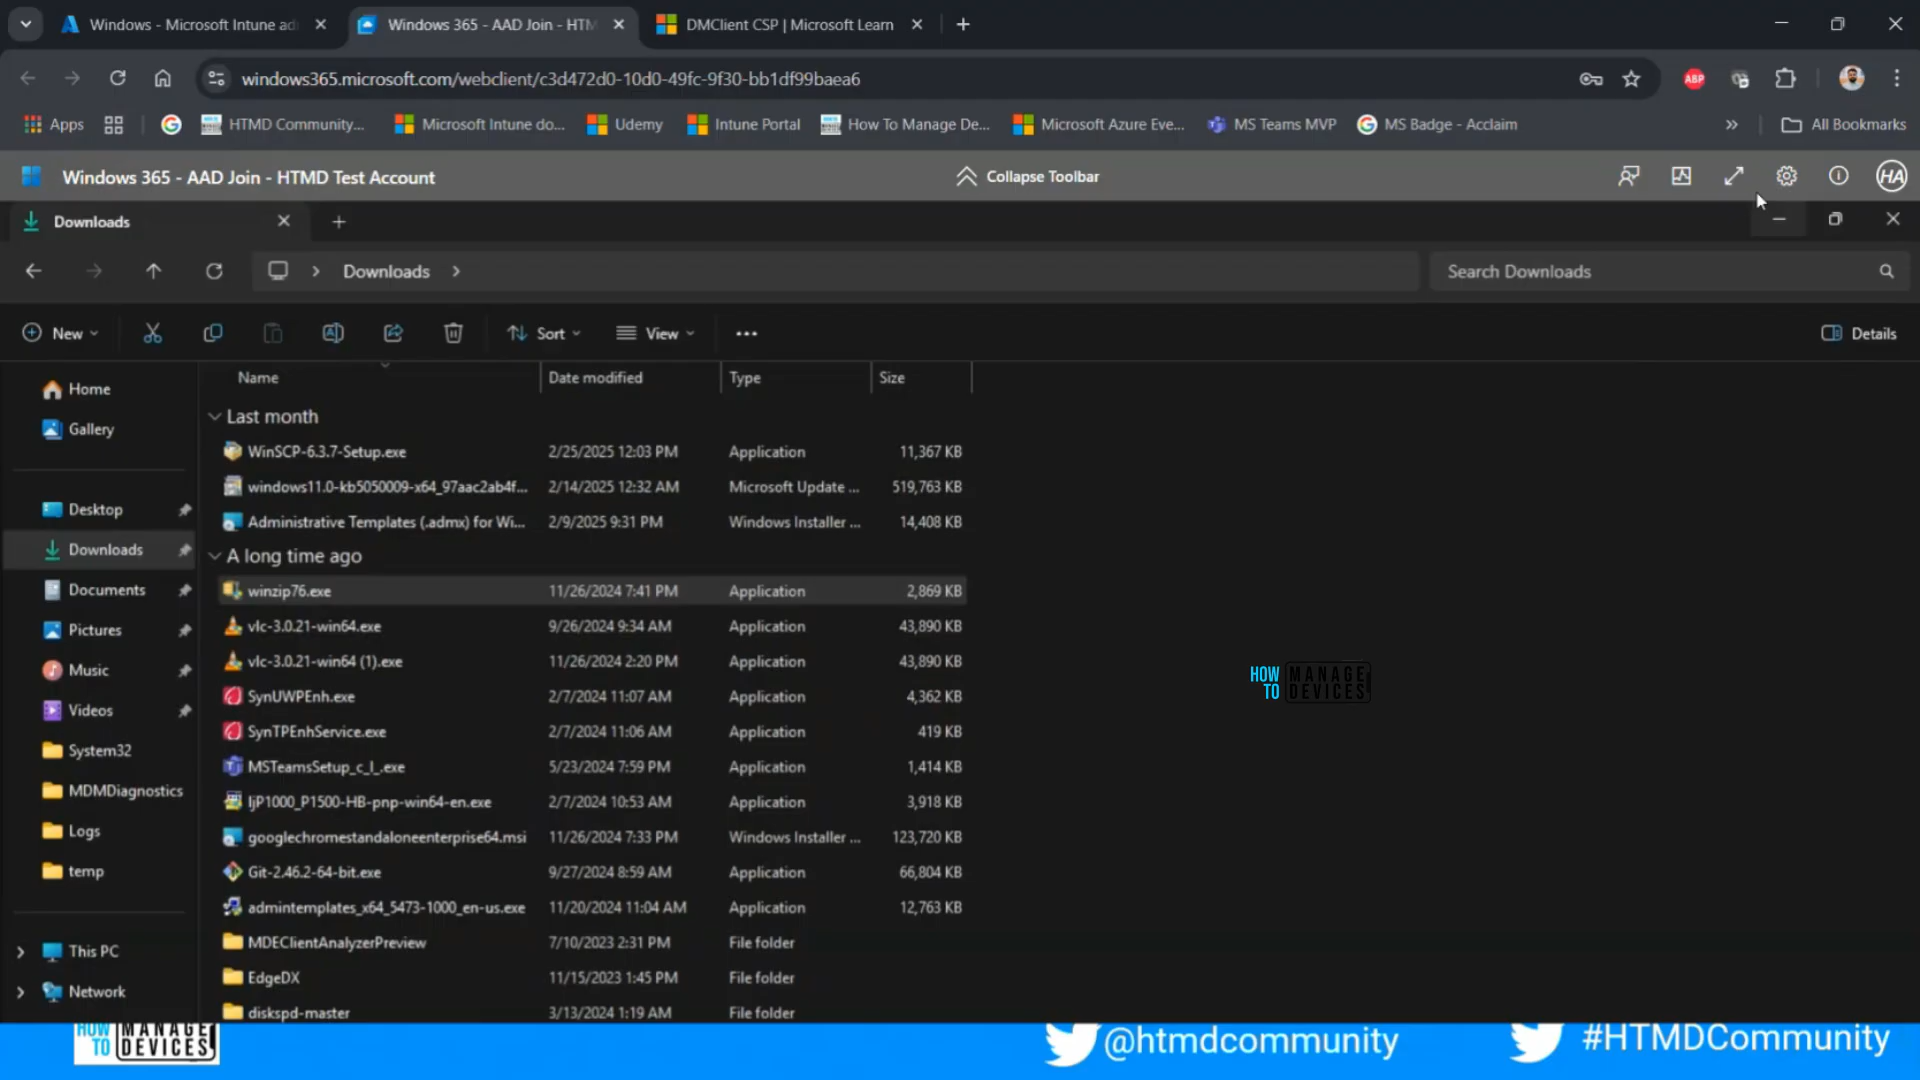 Windows - Microsoft Intune ad
Windows 365 - AAD Join - HTM
DMClient CSP | Microsoft Learn
windows365.microsoft.com/webclient/c3d472d0-10d0-49fc-9f30-bb1df99baea6
ABP
Apps
HTMD Community...
Microsoft Intune do...
Udemy
Intune Portal
How To Manage De...
Microsoft Azure Eve...
MS Teams MVP
MS Badge - Acclaim
All Bookmarks
Windows 365 - AAD Join - HTMD Test Account
Collapse Toolbar
HA
Downloads
Downloads
Search Downloads
New
Sort
View
Details
Name Date modified Type Size
Home
Gallery
Desktop
Downloads
Documents
Pictures
Music
Videos
System32
MDMDiagnostics
Logs
temp
This PC
Network
Last month
WinSCP-6.3.7-Setup.exe 2/25/2025 12:03 PM Application 11,367 KB
windows11.0-kb5050009-x64_97aac2ab4f... 2/14/2025 12:32 AM Microsoft Update ... 519,763 KB
Administrative Templates (.admx) for Wi... 2/9/2025 9:31 PM Windows Installer ... 14,408 KB
A long time ago
winzip76.exe 11/26/2024 7:41 PM Application 2,869 KB
vlc-3.0.21-win64.exe 9/26/2024 9:34 AM Application 43,890 KB
vlc-3.0.21-win64 (1).exe 11/26/2024 2:20 PM Application 43,890 KB
SynUWPEnh.exe 2/7/2024 11:07 AM Application 4,362 KB
SynTPEnhService.exe 2/7/2024 11:06 AM Application 419 KB
MSTeamsSetup_c_l_.exe 5/23/2024 7:59 PM Application 1,414 KB
ljP1000_P1500-HB-pnp-win64-en.exe 2/7/2024 10:53 AM Application 3,918 KB
googlechromestandaloneenterprise64.msi 11/26/2024 7:33 PM Windows Installer ... 123,720 KB
Git-2.46.2-64-bit.exe 9/27/2024 8:59 AM Application 66,804 KB
admintemplates_x64_5473-1000_en-us.exe 11/20/2024 11:04 AM Application 12,763 KB
MDEClientAnalyzerPreview 7/10/2023 2:31 PM File folder
EdgeDX 11/15/2023 1:45 PM File folder
diskspd-master 3/13/2024 1:19 AM File folder
HOW MANAGE
TO DEVICES
HOW MANAGE
TO DEVICES
@htmdcommunity
#HTMDCommunity